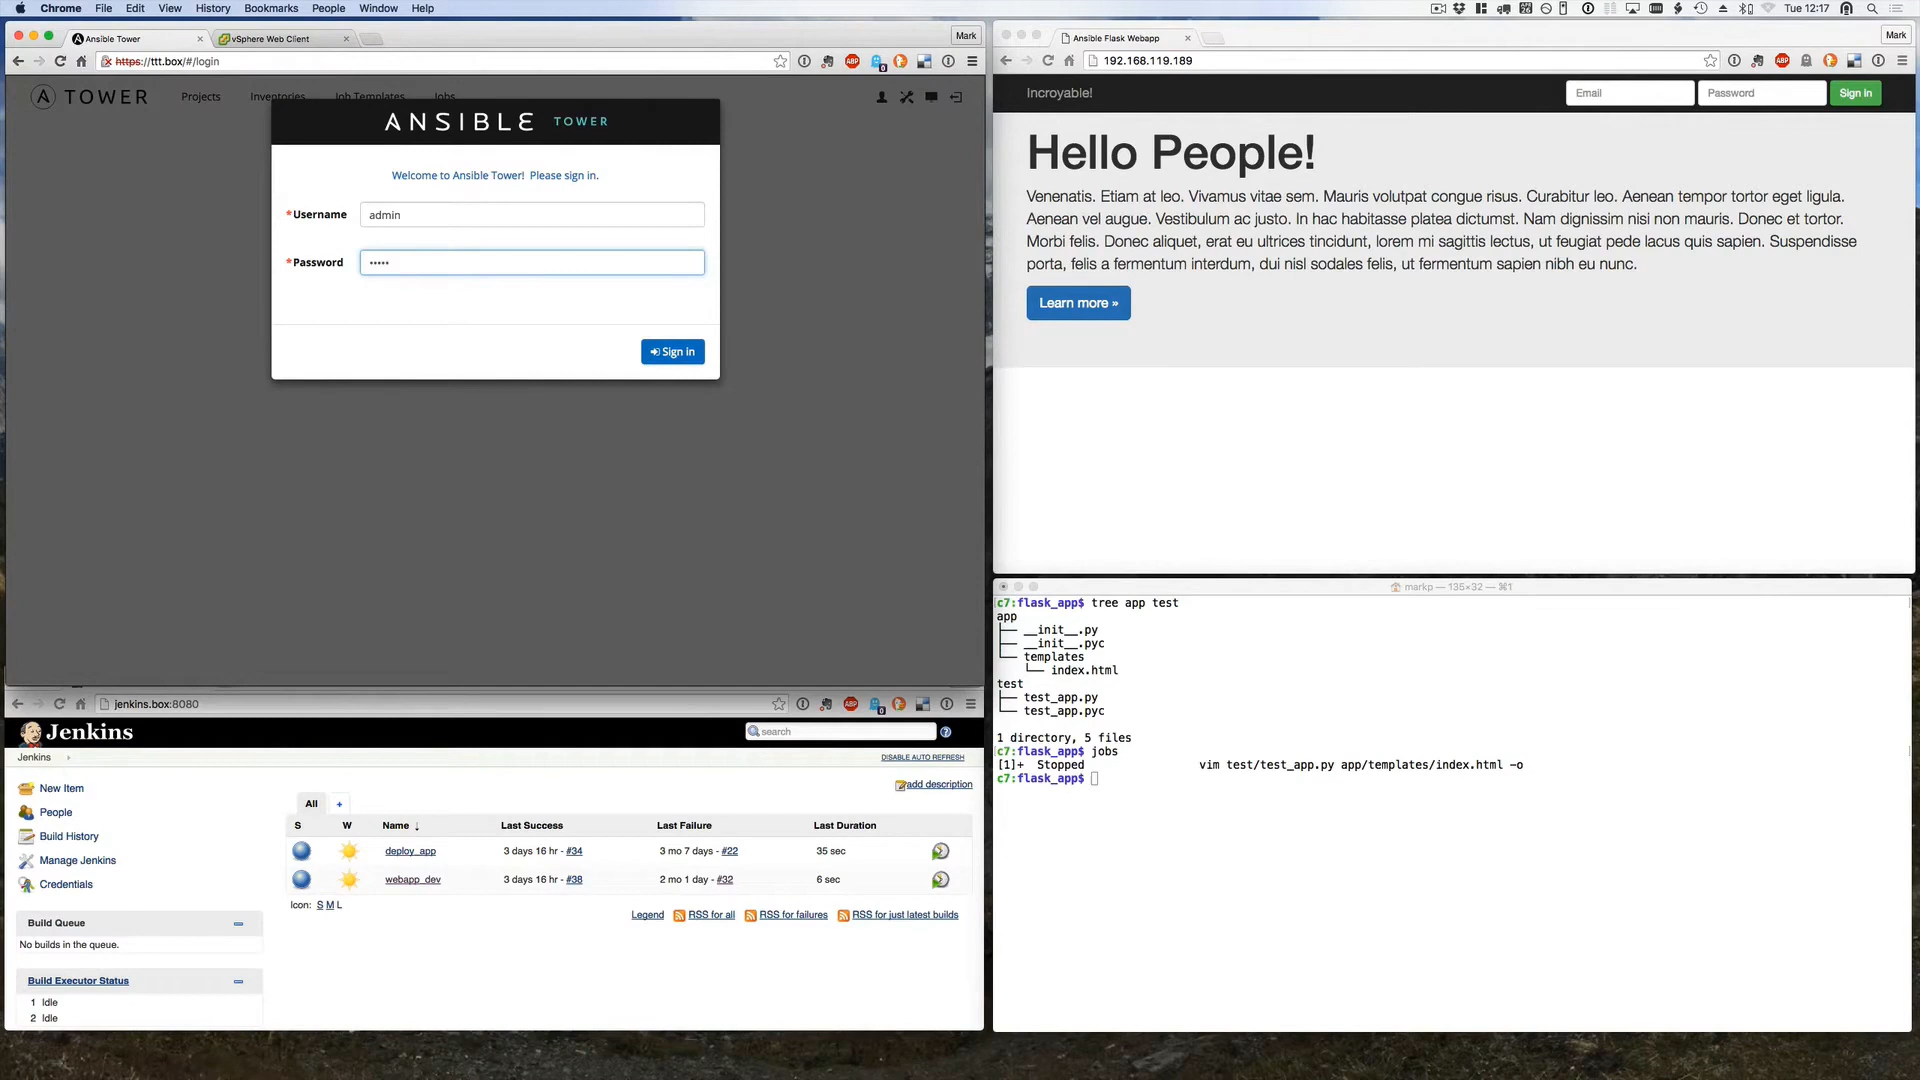 Chrome File Edit View History Bookmarks People Window Help
Tue 12:17
Ansible Tower
vSphere Web Client
Mark
https://ttt.box/#/login
TOWER Projects Inventories Job Templates Jobs
ANSIBLE TOWER
Welcome to Ansible Tower! Please sign in.
*Username admin
*Password •••••
Sign in
Ansible Flask Webapp
Mark
192.168.119.189
Incroyable! Email Password Sign in
Hello People!
Venenatis. Etiam at leo. Vivamus vitae sem. Mauris volutpat congue risus. Curabitur leo. Aenean tempor tortor eget ligula.
Aenean vel augue. Vestibulum ac justo. In hac habitasse platea dictumst. Nam dignissim nisi non mauris. Donec et tortor.
Morbi felis. Donec aliquet, erat eu ultrices tincidunt, lorem mi sagittis lectus, ut feugiat pede lacus quis sapien. Suspendisse
porta, felis a fermentum interdum, dui nisl sodales felis, ut fermentum sapien nibh eu nunc.
Learn more »
jenkins.box:8080
Jenkins
search
Jenkins
DISABLE AUTO REFRESH
New Item
People
Build History
Manage Jenkins
Credentials
Build Queue
No builds in the queue.
Build Executor Status
1 Idle
2 Idle
add description
All +
S W Name ↓ Last Success Last Failure Last Duration
deploy_app 3 days 16 hr - #34 3 mo 7 days - #22 35 sec
webapp_dev 3 days 16 hr - #38 2 mo 1 day - #32 6 sec
Icon: S M L
Legend RSS for all RSS for failures RSS for just latest builds
markp — 135×32 — ⌘1
c7:flask_app$ tree app test
app
├── __init__.py
├── __init__.pyc
└── templates
    └── index.html
test
├── test_app.py
└── test_app.pyc
1 directory, 5 files
c7:flask_app$ jobs
[1]+  Stopped                 vim test/test_app.py app/templates/index.html -o
c7:flask_app$